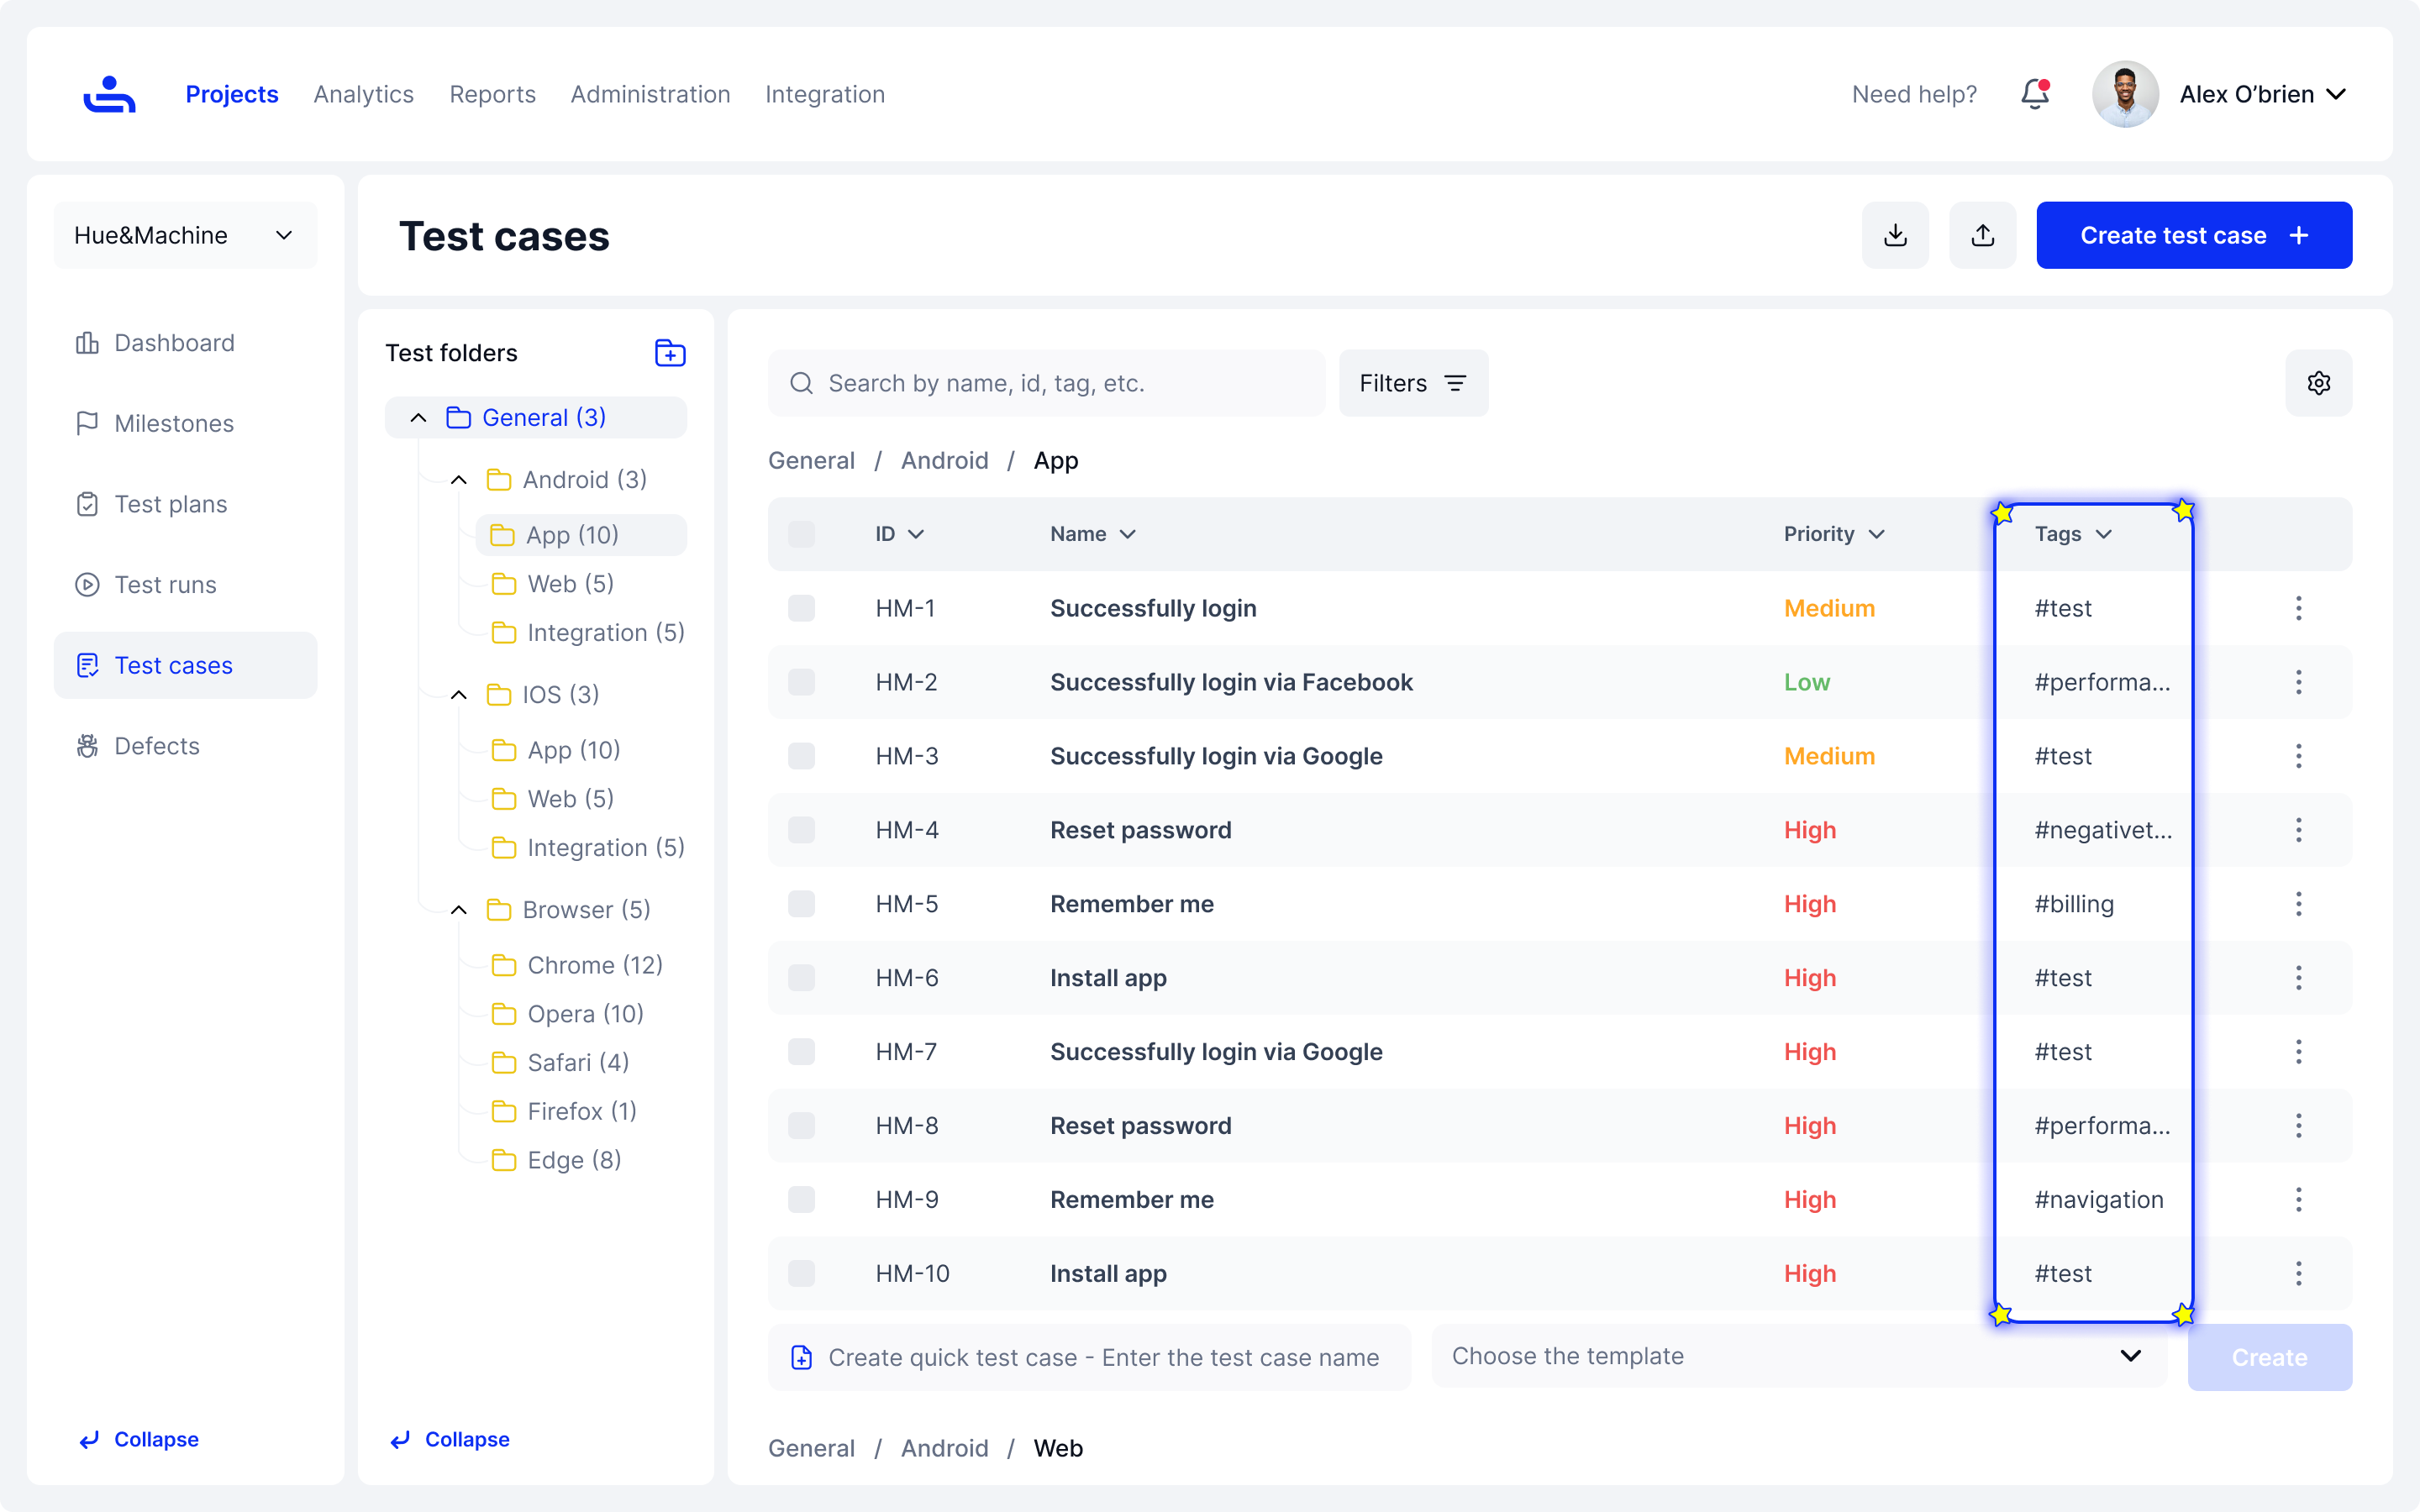 Projects Analytics Reports Administration Integration Need help? Alex O’brien
Hue&Machine
Dashboard
Milestones
Test plans
Test runs
Test cases
Defects
Collapse
Test cases
Create test case +
Test folders
General (3)
Android (3)
App (10)
Web (5)
Integration (5)
IOS (3)
App (10)
Web (5)
Integration (5)
Browser (5)
Chrome (12)
Opera (10)
Safari (4)
Firefox (1)
Edge (8)
Collapse
Search by name, id, tag, etc. Filters
General / Android / App
ID Name Priority Tags
HM-1 Successfully login Medium #test
HM-2 Successfully login via Facebook Low #performa...
HM-3 Successfully login via Google Medium #test
HM-4 Reset password High #negativet...
HM-5 Remember me High #billing
HM-6 Install app High #test
HM-7 Successfully login via Google High #test
HM-8 Reset password High #performa...
HM-9 Remember me High #navigation
HM-10 Install app High #test
Create quick test case - Enter the test case name Choose the template Create
General / Android / Web